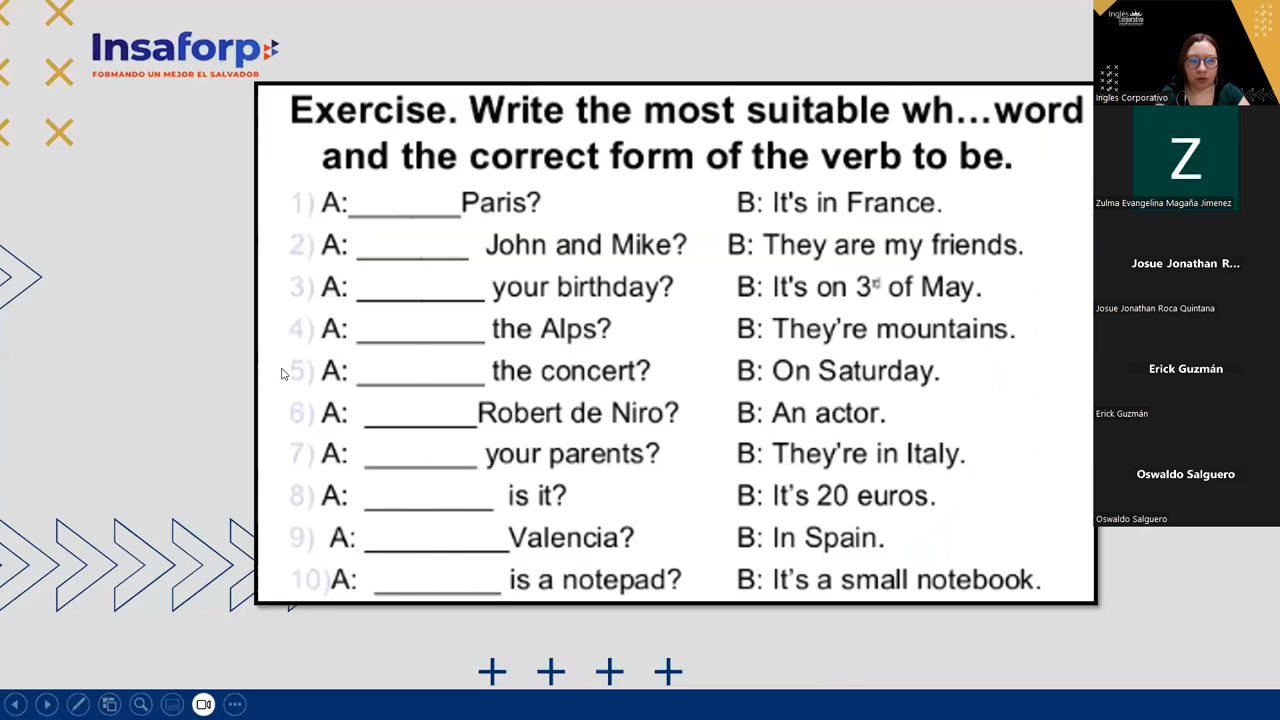 Insaforp
FORMANDO UN MEJOR EL SALVADOR
Exercise. Write the most suitable wh...word
and the correct form of the verb to be.
1) A:________Paris? B: It's in France.
2) A: ________ John and Mike? B: They are my friends.
3) A: _________ your birthday? B: It's on 3rd of May.
4) A: _________ the Alps? B: They're mountains.
5) A: _________ the concert? B: On Saturday.
6) A: ________Robert de Niro? B: An actor.
7) A: ________ your parents? B: They're in Italy.
8) A: _________ is it? B: It's 20 euros.
9) A: __________Valencia? B: In Spain.
10)A: _________ is a notepad? B: It's a small notebook.
Inglés
Corporativo
Ingles Corporativo
Z
Zulma Evangelina Magaña Jimenez
Josue Jonathan R...
Josue Jonathan Roca Quintana
Erick Guzmán
Erick Guzmán
Oswaldo Salguero
Oswaldo Salguero